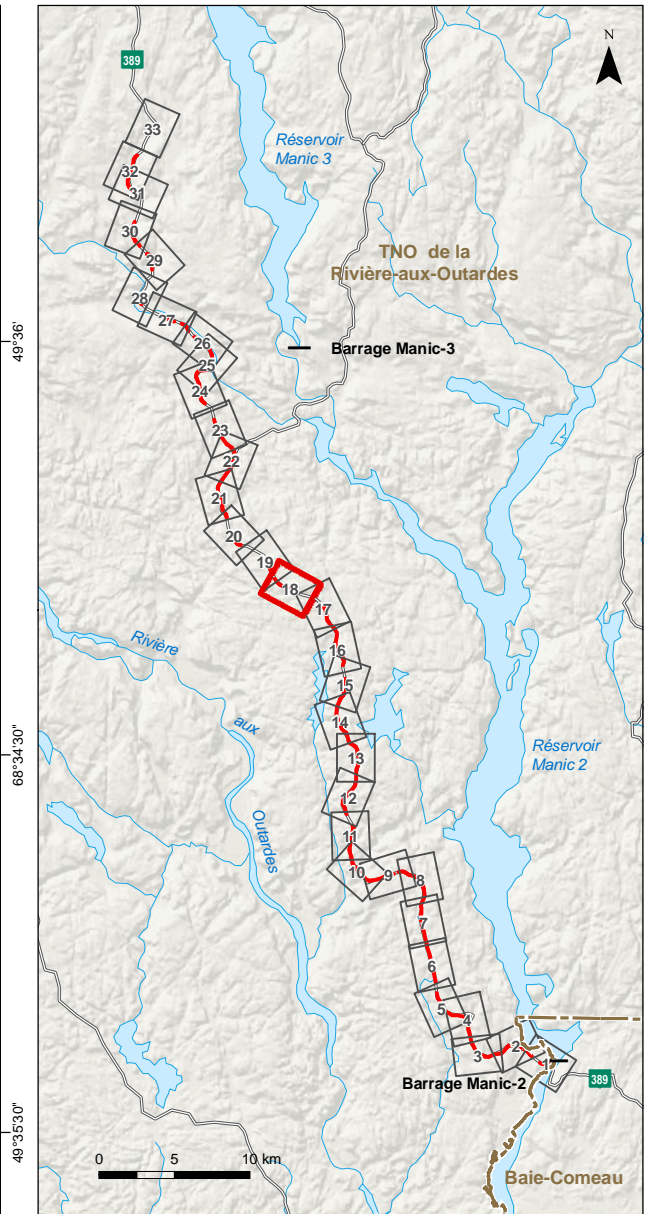 N
389
33
Réservoir
Manic 3
32
31
TNO de la
Rivière-aux-Outardes
30
29
28
27
49°36'
26
Barrage Manic-3
25
24
23
22
21
20
19
18
17
Rivière
16
15
aux
14
Réservoir
Manic 2
68°34'30"
13
12
Outardes
11
10
9
8
7
6
5
4
2
3
1
Barrage Manic-2
389
49°35'30"
0 5 10 km
Baie-Comeau